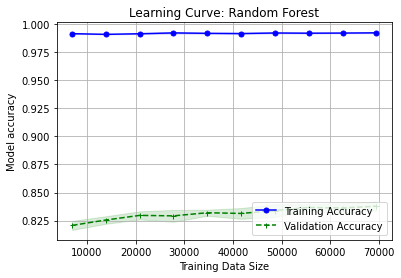 Learning Curve: Random Forest
1.000
0.975
0.950
0.925
0.900
0.875
0.850
0.825
Model accuracy
Training Accuracy
Validation Accuracy
10000 20000 30000 40000 50000 60000 70000
Training Data Size